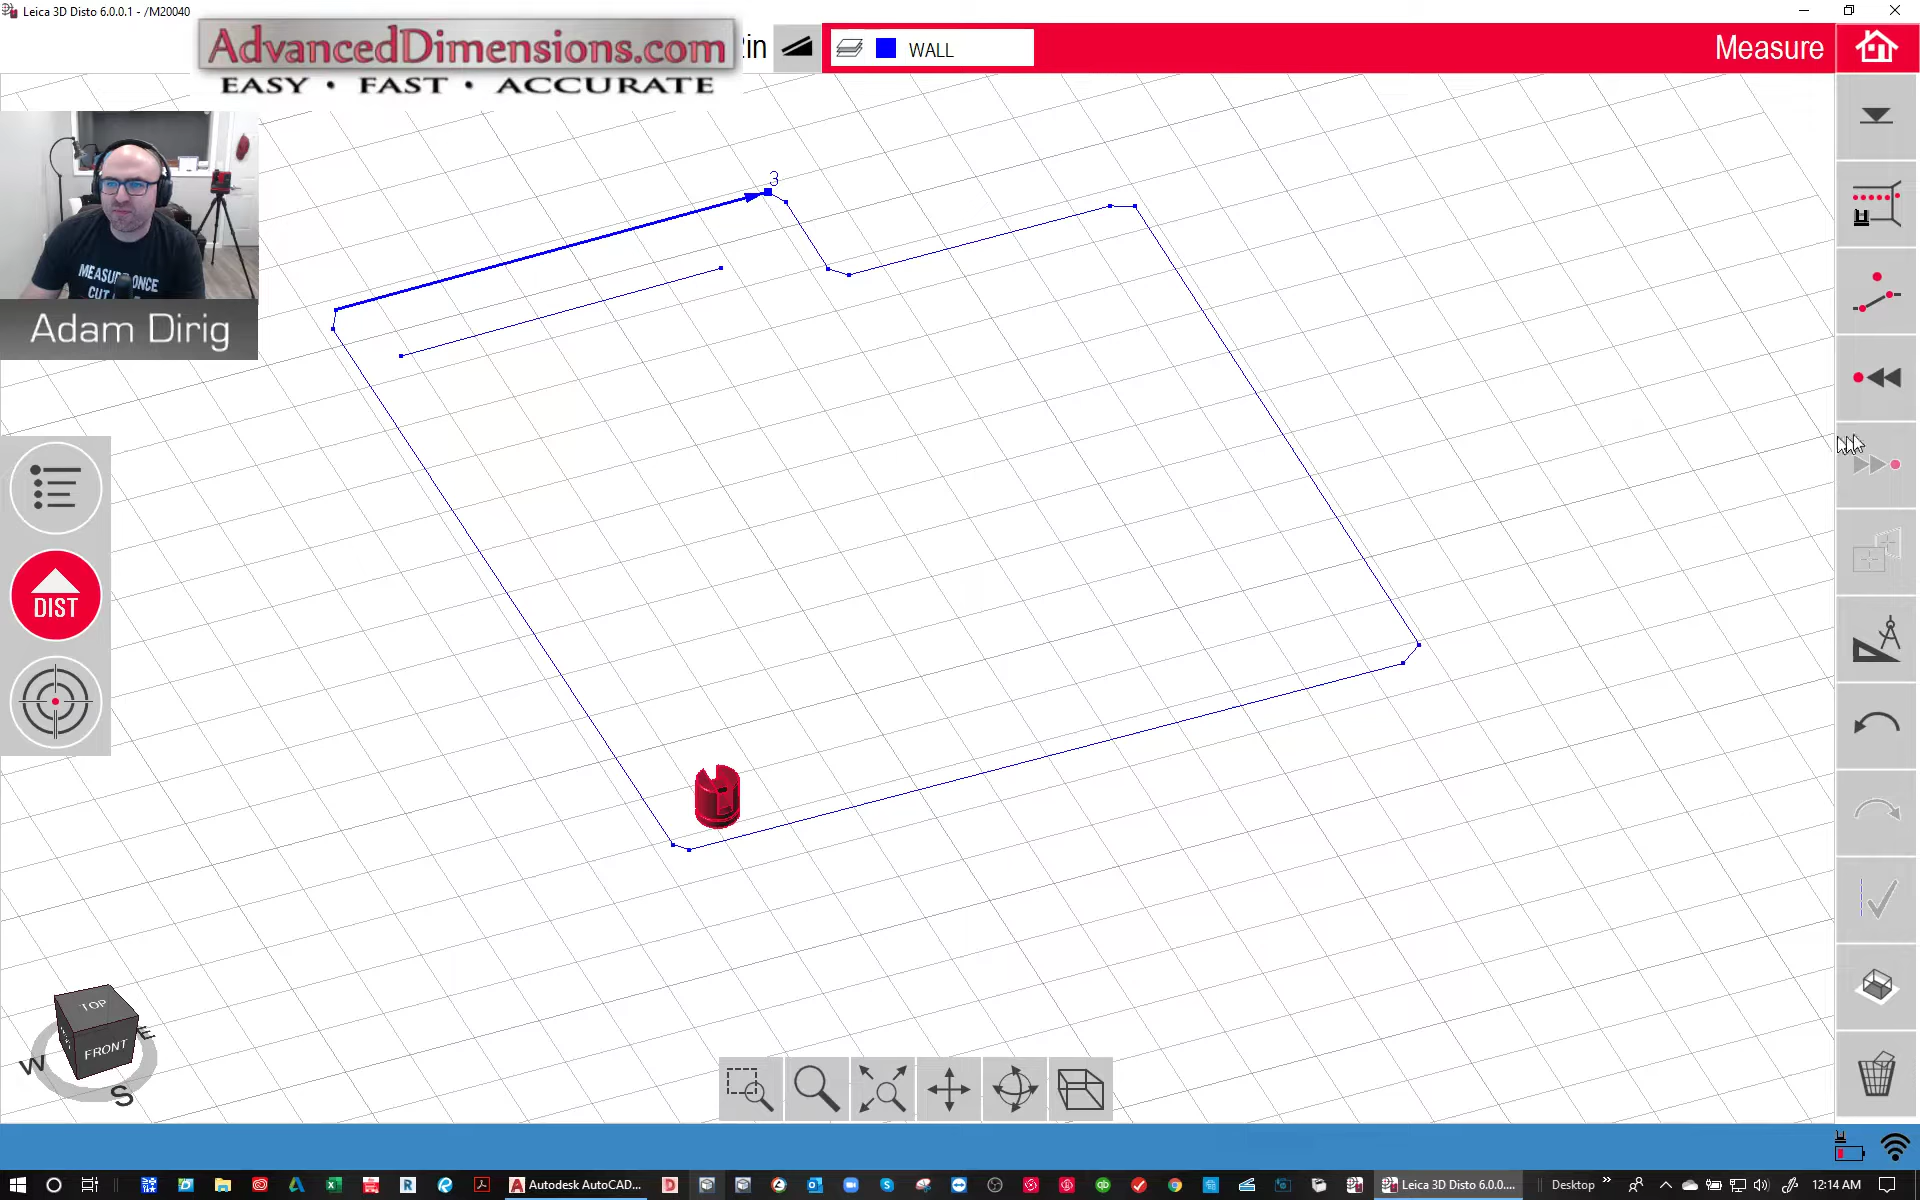 Leica 3D Disto 6.0.0.1 - /M20040
AdvancedDimensions.com
EASY • FAST • ACCURATE
in
WALL
Measure
3
MEASURE ONCE
CUT
Adam Dirig
DIST
TOP
FRONT
W
E
S
Autodesk AutoCAD...
Leica 3D Disto 6.0.0....
Desktop
12:14 AM